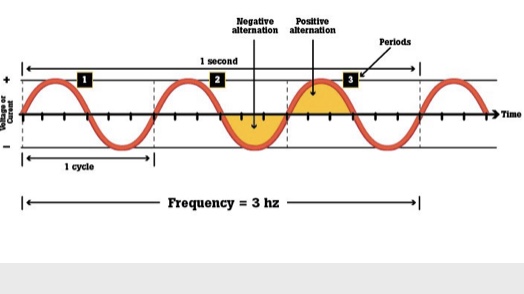 Negative
alternation
Positive
alternation
Periods
1 second
+
1
2
3
Voltage or
Current
Time
–
1 cycle
Frequency = 3 hz